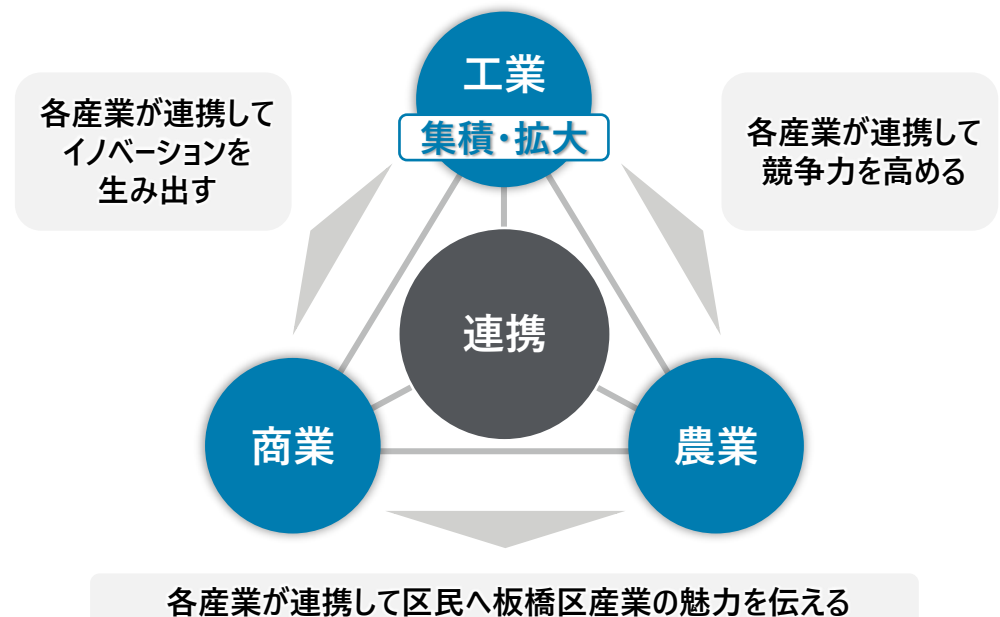 工業
集積・拡大
各産業が連携して
イノベーションを
生み出す
各産業が連携して
競争力を高める
連携
商業
農業
各産業が連携して区民へ板橋区産業の魅力を伝える